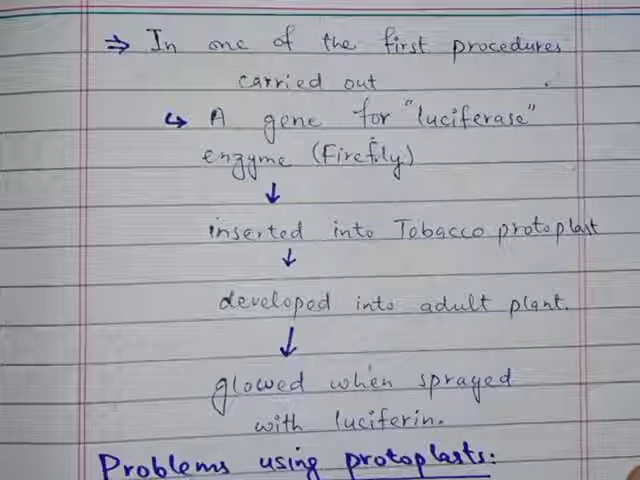 ⇒ In one of the first procedures
carried out
↳ A gene for "luciferase"
enzyme (Firefily)
↓
inserted into Tobacco protoplast
↓
developed into adult plant.
↓
glowed when sprayed
with luciferin.
Problems using protoplasts: